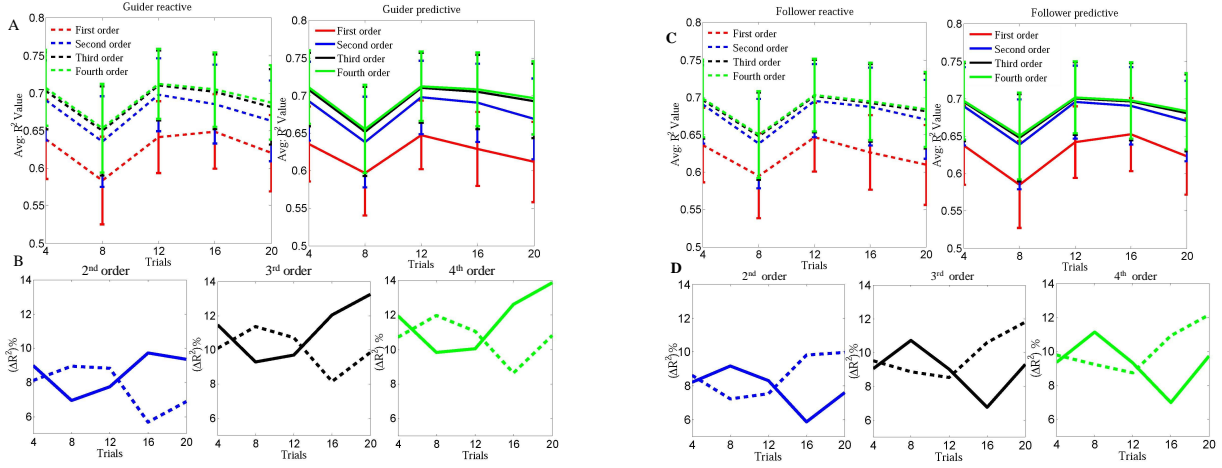 Guider reactive
Guider predictive
A
0.8
0.75
0.7
0.65
0.6
0.55
0.5
Avg: R² Value
First order
Second order
Third order
Fourth order
4
8
12
16
20
Trials
0.8
0.75
0.7
0.65
0.6
0.55
0.5
Avg: R² Value
First order
Second order
Third order
Fourth order
4
8
12
16
20
Trials
B
2nd order
14
12
10
8
6
(ΔR²)%
4
8
12
16
20
Trials
3rd order
14
12
10
8
6
(ΔR²) %
4
8
12
16
20
Trials
4th order
14
12
10
8
6
(ΔR²) %
4
8
12
16
20
Trials
Follower reactive
Follower predictive
C
0.8
0.75
0.7
0.65
0.6
0.55
0.5
Avg: R² Value
First order
Second order
Third order
Fourth order
4
8
12
16
20
Trials
0.8
0.75
0.7
0.65
0.6
0.55
0.5
Avg: R² Value
First order
Second order
Third order
Fourth order
4
8
12
16
20
Trials
D
2nd order
14
12
10
8
6
(ΔR²)%
4
8
12
16
20
Trials
3rd order
14
12
10
8
6
(ΔR²)%
4
8
12
16
20
Trials
4th order
14
12
10
8
6
(ΔR²) %
4
8
12
16
20
Trials